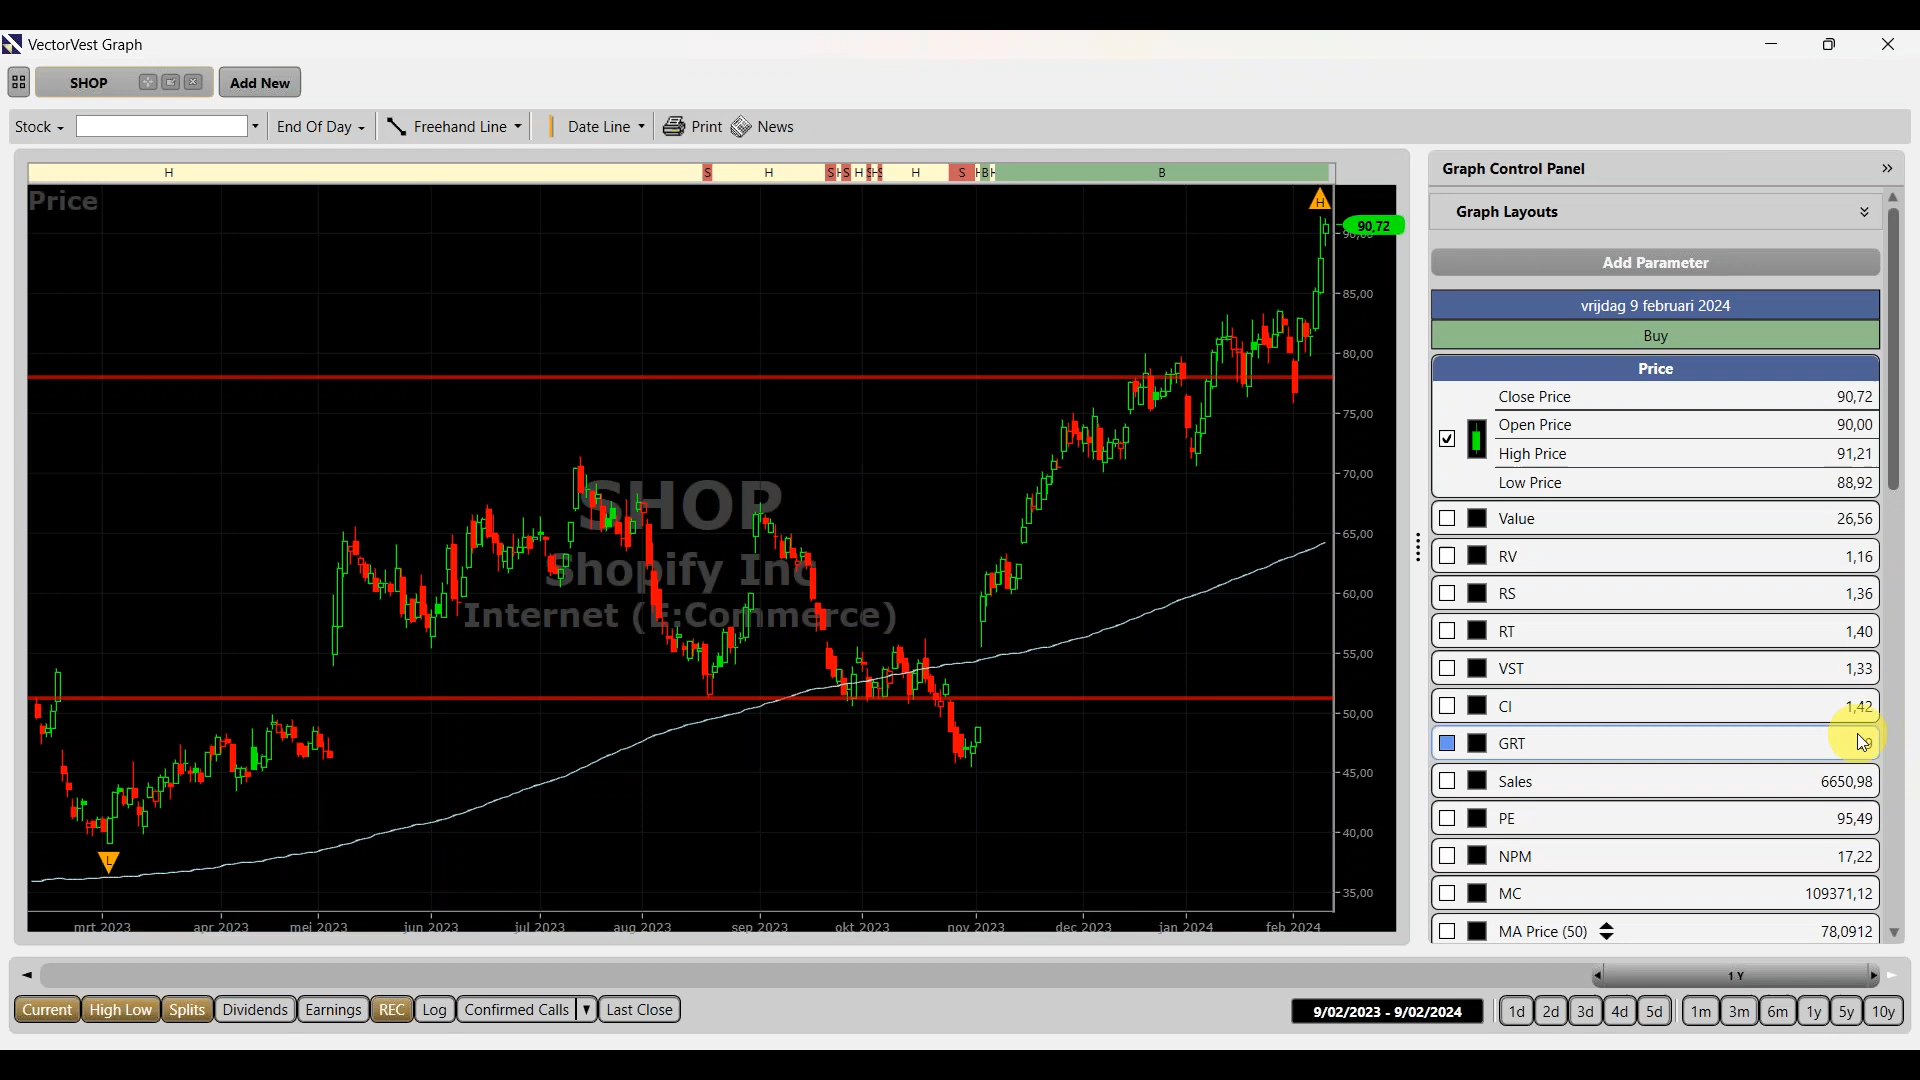 VectorVest Graph
SHOP
Add New
Stock
End Of Day
Freehand Line
Date Line
Print
News
H
S
H
S
H
S
H
S
H
S
H
B
H
B
Price
H
90,72
90,00
85,00
80,00
75,00
70,00
65,00
60,00
55,00
50,00
45,00
40,00
35,00
SHOP
Shopify Inc
Internet (E:Commerce)
L
mrt 2023
apr 2023
mei 2023
jun 2023
jul 2023
aug 2023
sep 2023
okt 2023
nov 2023
dec 2023
jan 2024
feb 2024
Graph Control Panel
Graph Layouts
Add Parameter
vrijdag 9 februari 2024
Buy
Price
Close Price 90,72
Open Price 90,00
High Price 91,21
Low Price 88,92
Value 26,56
RV 1,16
RS 1,36
RT 1,40
VST 1,33
CI 1,42
GRT
Sales 6650,98
PE 95,49
NPM 17,22
MC 109371,12
MA Price (50) 78,0912
1 Y
Current
High Low
Splits
Dividends
Earnings
REC
Log
Confirmed Calls
Last Close
9/02/2023 - 9/02/2024
1d
2d
3d
4d
5d
1m
3m
6m
1y
5y
10y